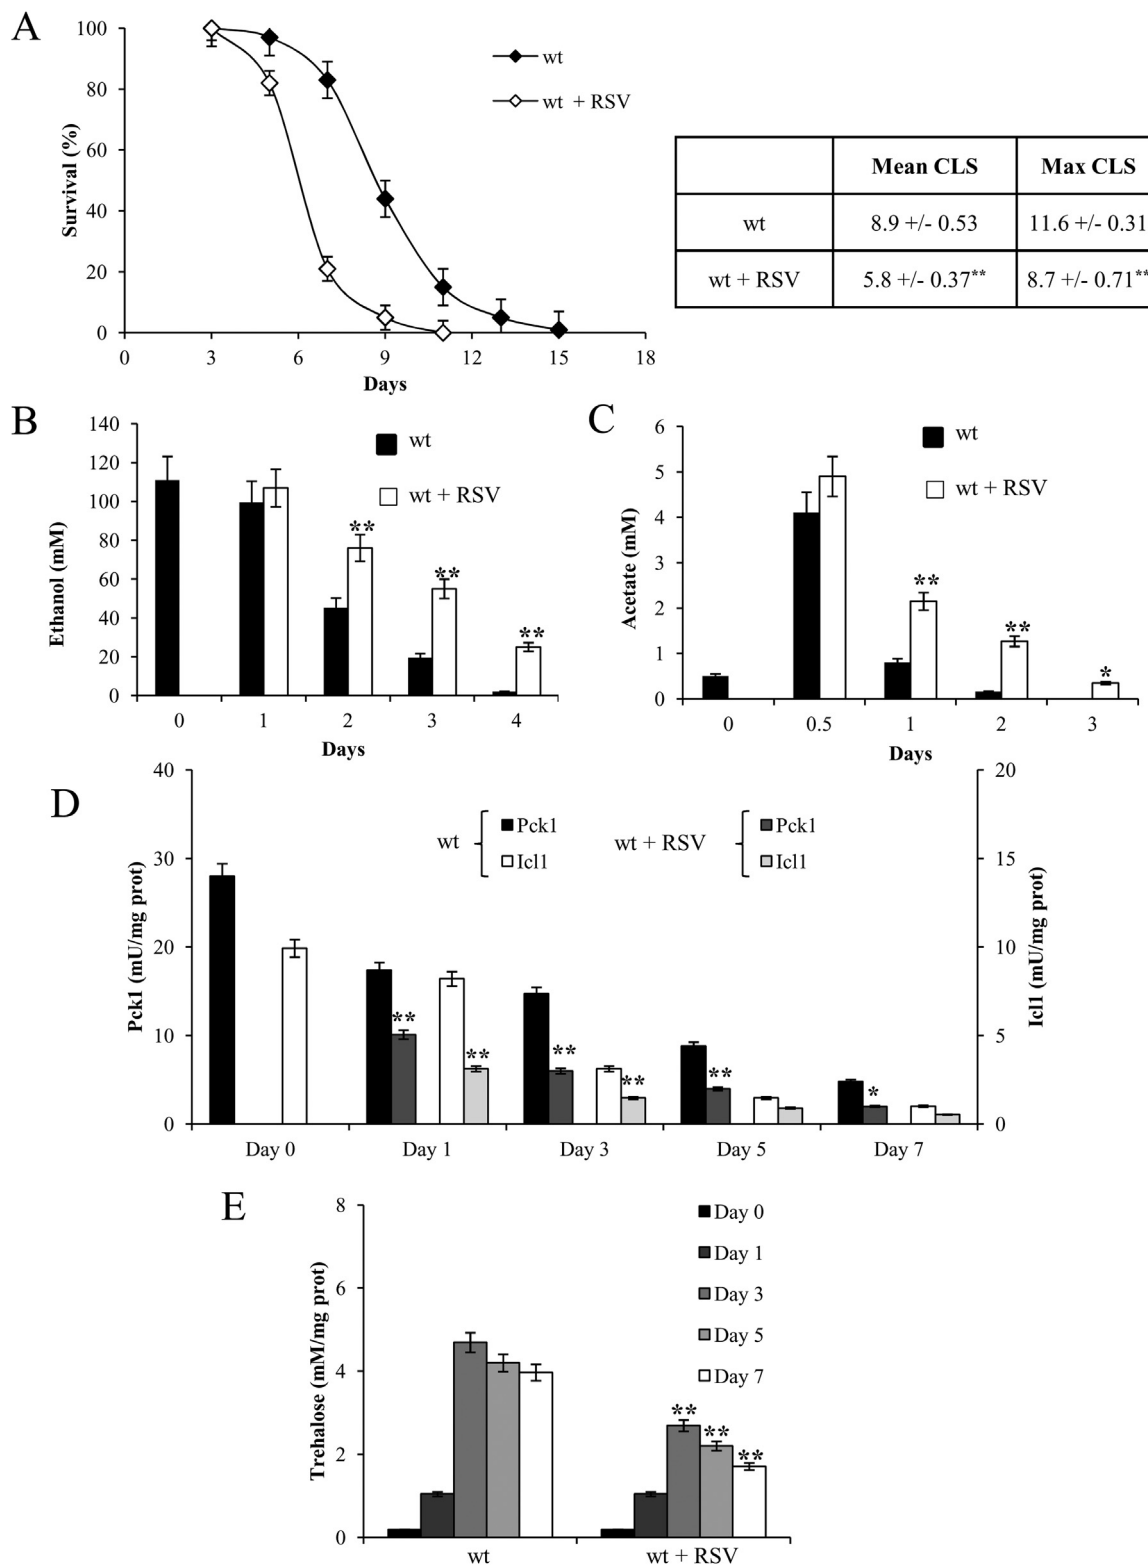 A
100
80
60
40
20
0
Survival (%)
0 3 6 9 12 15 18
Days
wt
wt + RSV
Mean CLS Max CLS
wt 8.9 +/- 0.53 11.6 +/- 0.31
wt + RSV 5.8 +/- 0.37** 8.7 +/- 0.71**
B
140
120
100
80
60
40
20
0
Ethanol (mM)
wt
wt + RSV
** ** **
0 1 2 3 4
Days
C
6
5
4
3
2
1
0
Acetate (mM)
wt
wt + RSV
** ** *
0 0.5 1 2 3
Days
D
40
30
20
10
0
Pck1 (mU/mg prot)
wt
Pck1
Icl1
wt + RSV
Pck1
Icl1
20
15
10
5
0
Icl1 (mU/mg prot)
** ** ** ** ** *
Day 0 Day 1 Day 3 Day 5 Day 7
E
8
6
4
2
0
Trehalose (mM/mg prot)
Day 0
Day 1
Day 3
Day 5
Day 7
** ** **
wt wt + RSV